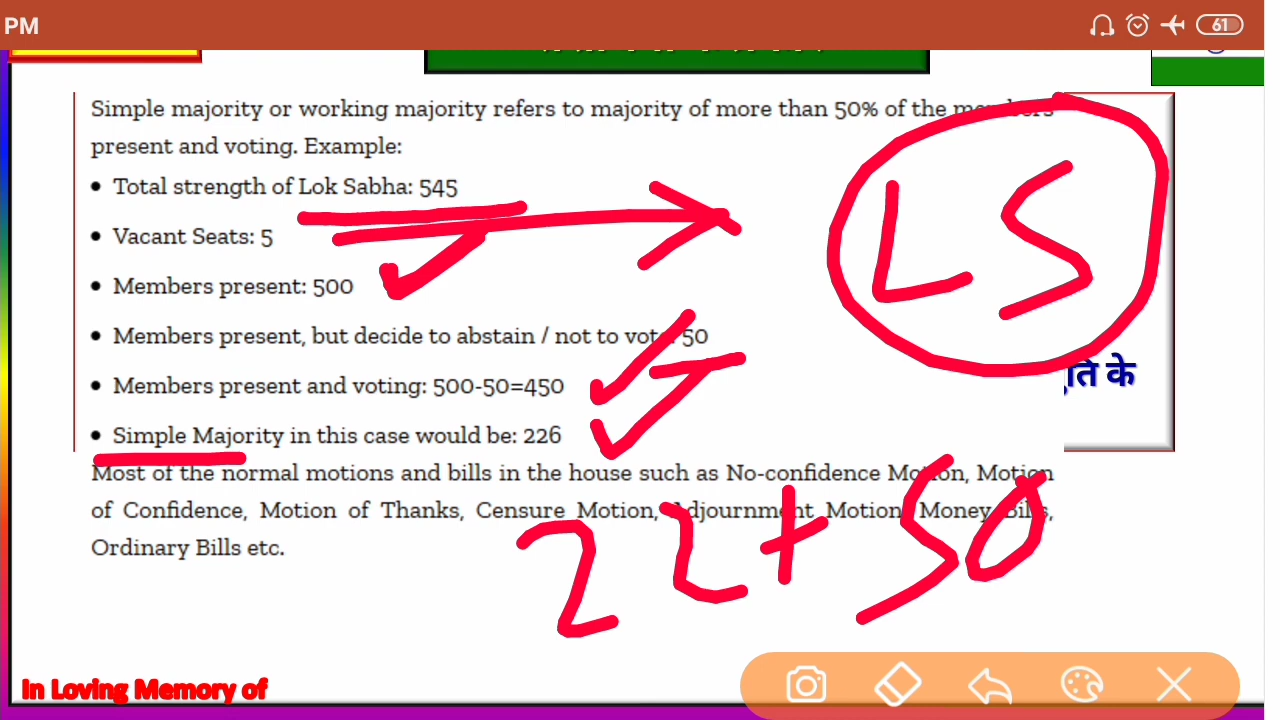 PM
61
Simple majority or working majority refers to majority of more than 50% of the members
present and voting. Example:
• Total strength of Lok Sabha: 545
• Vacant Seats: 5
• Members present: 500
• Members present, but decide to abstain / not to vote: 50
• Members present and voting: 500-50=450
• Simple Majority in this case would be: 226
LS
के
Most of the normal motions and bills in the house such as No-confidence Motion, Motion
of Confidence, Motion of Thanks, Censure Motion, Adjournment Motion, Money Bills,
Ordinary Bills etc.
22+50
In Loving Memory of